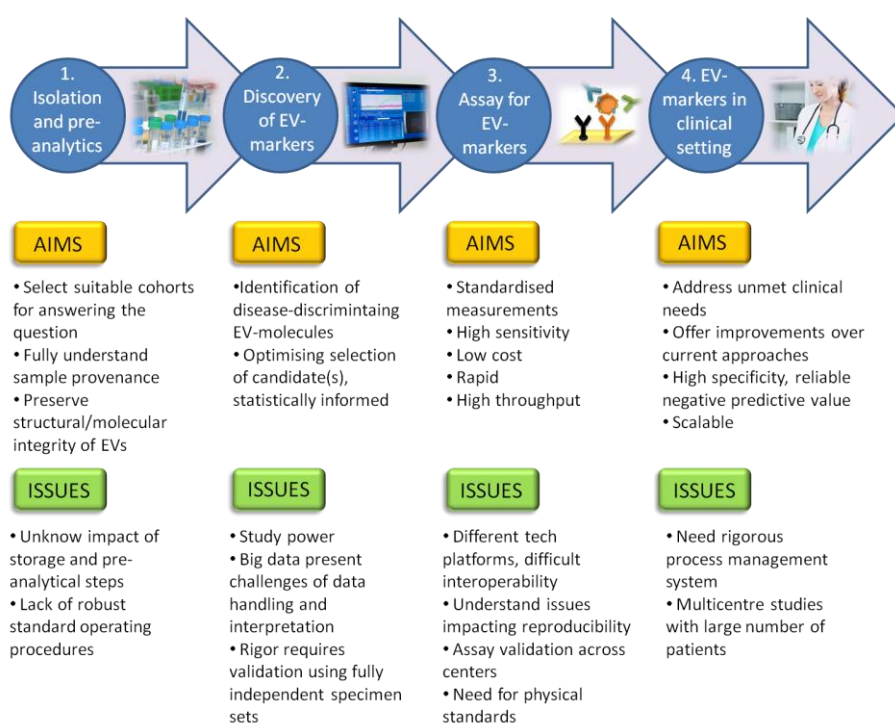 1.
Isolation
and pre-
analytics
2.
Discovery
of EV-
markers
3.
Assay for
EV-
markers
4. EV-
markers in
clinical
setting
AIMS
• Select suitable cohorts
for answering the
question
• Fully understand
sample provenance
• Preserve
structural/molecular
integrity of EVs
AIMS
•Identification of
disease-discrimintaing
EV-molecules
• Optimising selection
of candidate(s),
statistically informed
AIMS
• Standardised
measurements
• High sensitivity
• Low cost
• Rapid
• High throughput
AIMS
• Address unmet clinical
needs
• Offer improvements over
current approaches
• High specificity, reliable
negative predictive value
• Scalable
ISSUES
• Unknow impact of
storage and pre-
analytical steps
• Lack of robust
standard operating
procedures
ISSUES
• Study power
• Big data present
challenges of data
handling and
interpretation
• Rigor requires
validation using fully
independent specimen
sets
ISSUES
• Different tech
platforms, difficult
interoperability
• Understand issues
impacting reproducibility
• Assay validation across
centers
• Need for physical
standards
ISSUES
• Need rigorous
process management
system
• Multicentre studies
with large number of
patients